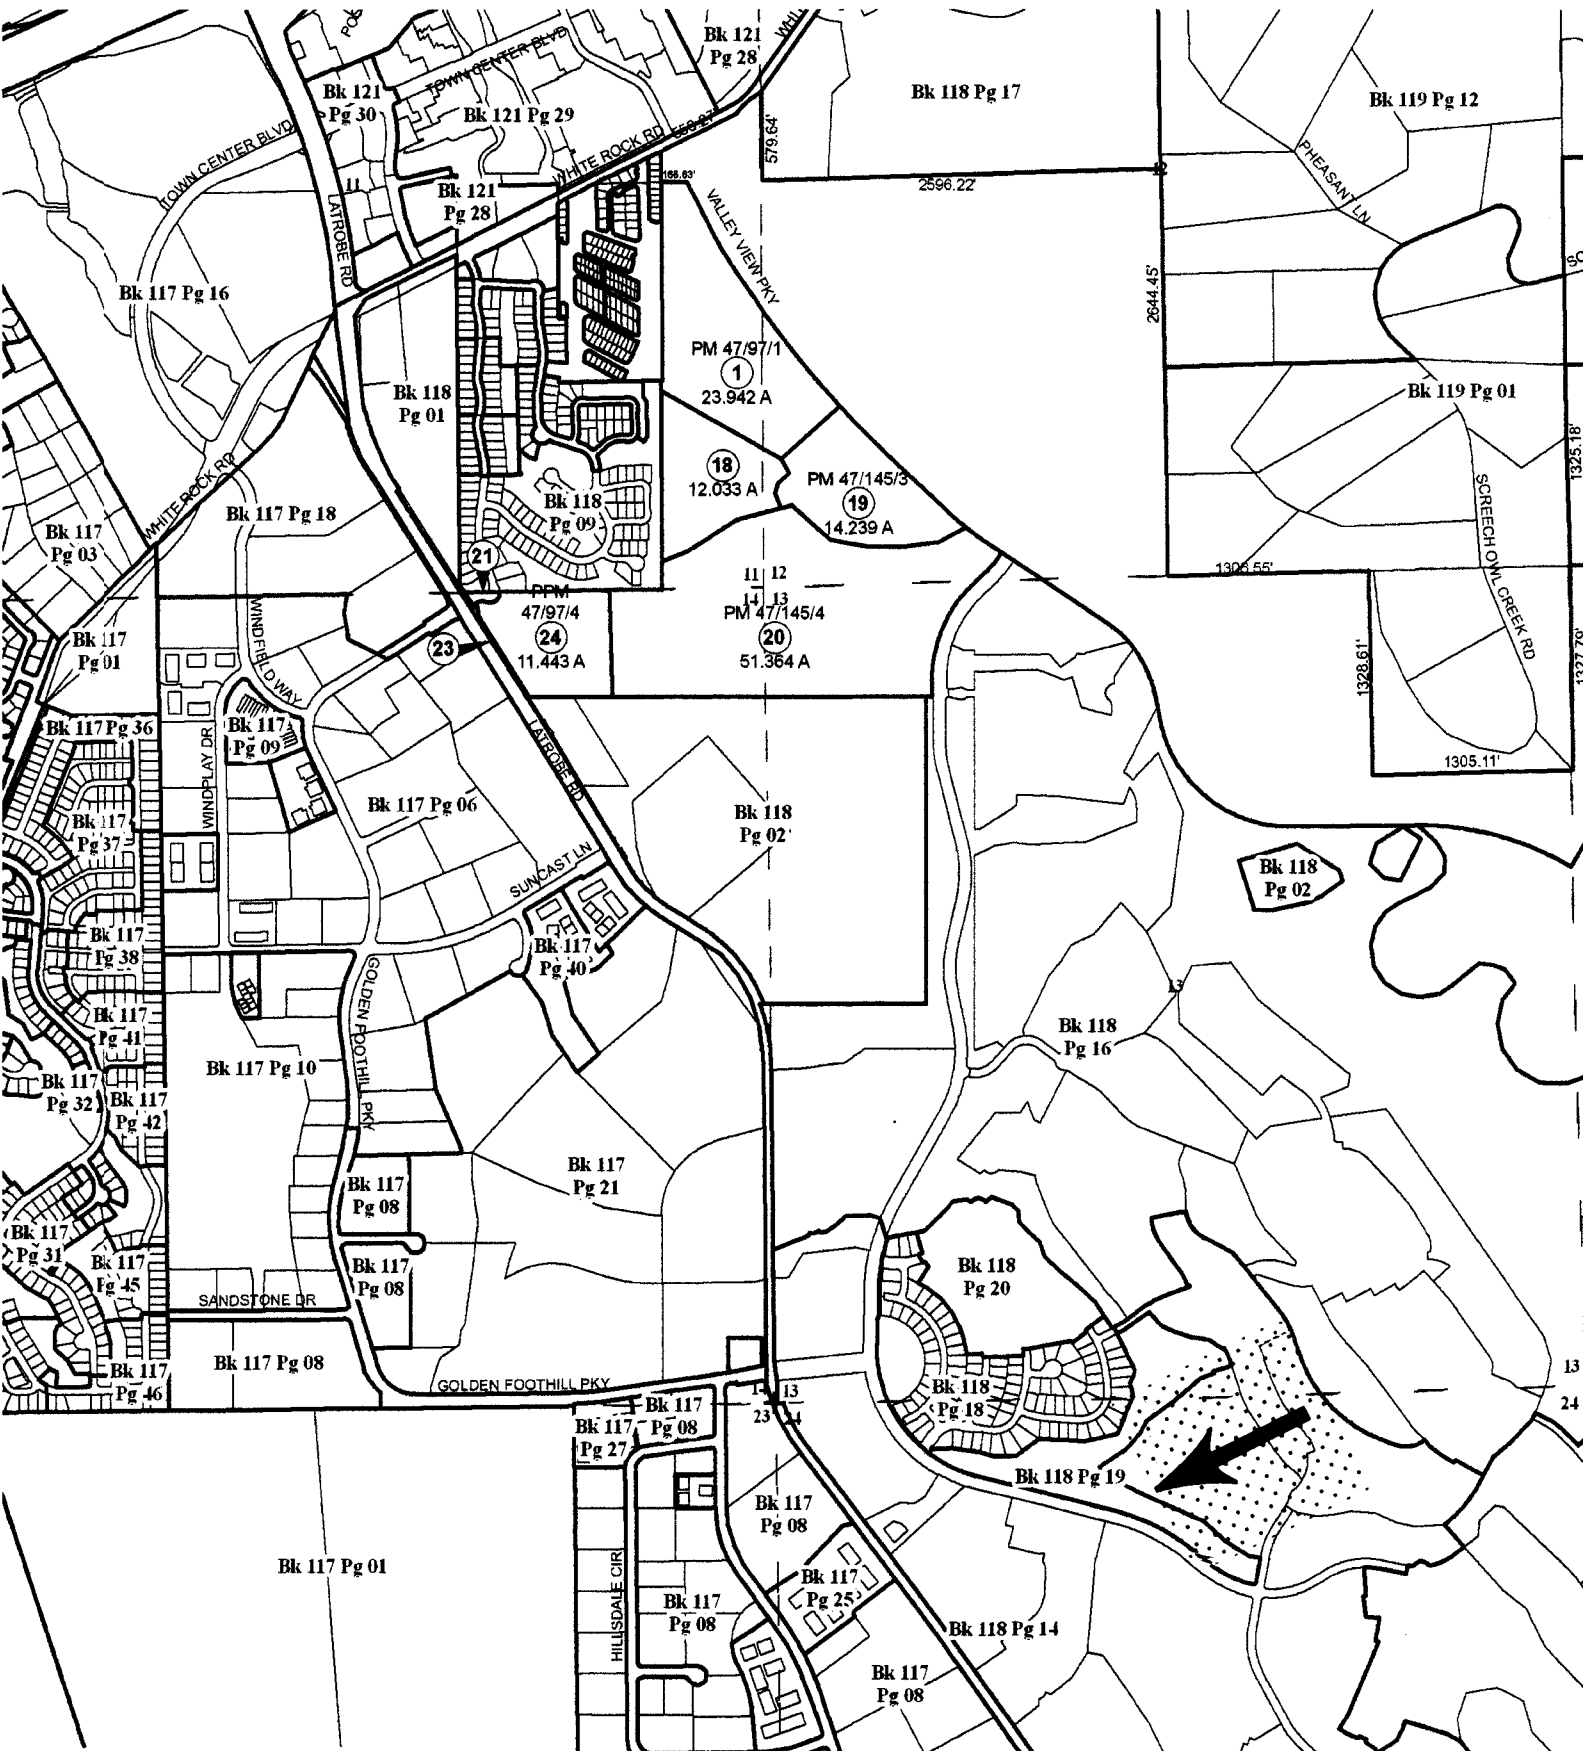 Bk 121
Pg 28
Bk 118 Pg 17
Bk 119 Pg 12
TOWN CENTER BLVD
Bk 121
Pg 30
Bk 121 Pg 29
TOWN CENTER BLVD
WHITE ROCK RD
579.64'
PHEASANT LN
11
Bk 121
Pg 28
166.63'
2596.22'
12
LATROBE RD
VALLEY VIEW PKY
Bk 117 Pg 16
2644.45'
PM 47/97/1
1
23.942 A
Bk 118
Pg 01
Bk 119 Pg 01
1325.18'
18
12.033 A
PM 47/145/3
19
14.239 A
WHITE ROCK RD
Bk 117 Pg 18
Bk 118
Pg 09
SCREECH OWL CREEK RD
Bk 117
Pg 03
21
11 12
14 13
1306.55'
PPM
47/97/4
24
11.443 A
PM 47/145/4
20
51.364 A
23
Bk 117
Pg 01
WINDFIELD WAY
1328.61'
1327.79'
Bk 117 Pg 36
Bk 117
Pg 09
WINDPLAY DR
LATROBE RD
1305.11'
Bk 117 Pg 06
Bk 118
Pg 02
Bk 117
Pg 37
SUNCAST LN
Bk 118
Pg 02
Bk 117
Pg 38
Bk 117
Pg 40
GOLDEN FOOTHILL PKY
13
Bk 117
Pg 41
Bk 118
Pg 16
Bk 117 Pg 10
Bk 117
Pg 32
Bk 117
Pg 42
Bk 117
Pg 08
Bk 117
Pg 21
Bk 117
Pg 31
Bk 117
Pg 45
Bk 117
Pg 08
Bk 118
Pg 20
SANDSTONE DR
Bk 117
Pg 46
Bk 117 Pg 08
GOLDEN FOOTHILL PKY
14 13
23 24
Bk 118
Pg 18
13
24
Bk 117
Pg 27
Bk 117
Pg 08
Bk 118 Pg 19
Bk 117
Pg 08
Bk 117 Pg 01
HILLSDALE CIR
Bk 117
Pg 25
Bk 117
Pg 08
Bk 118 Pg 14
Bk 117
Pg 08